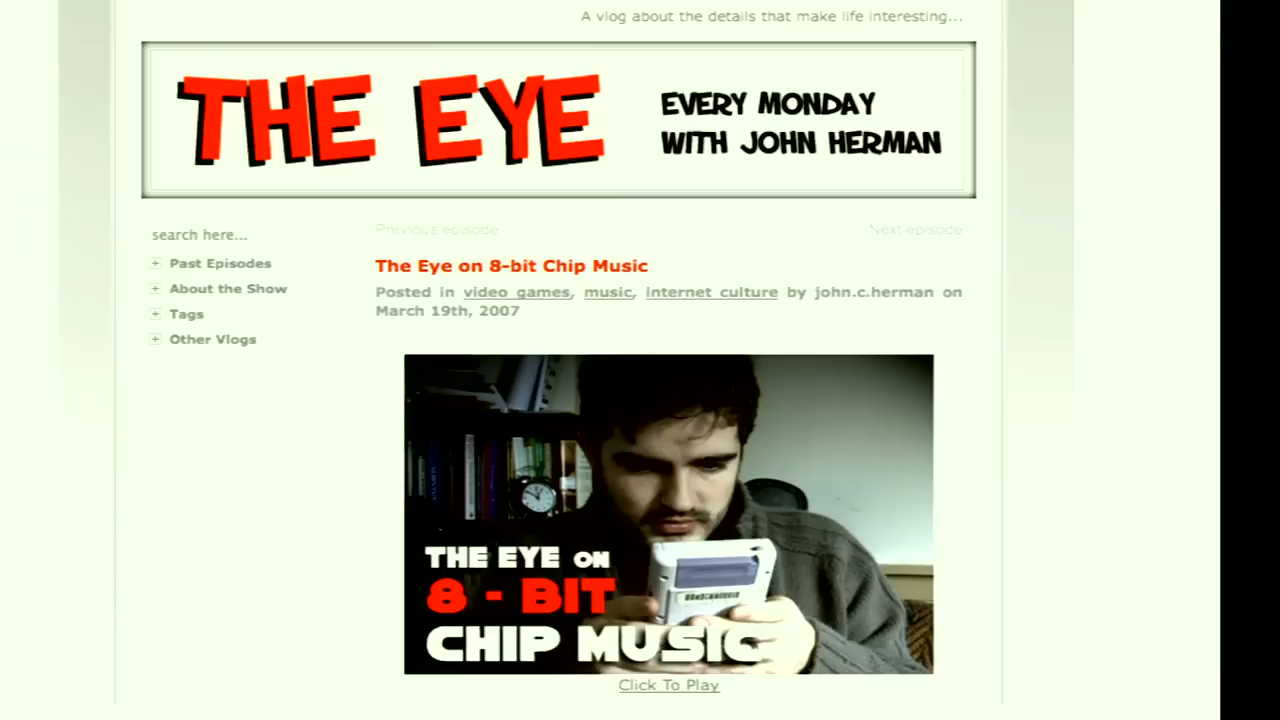 A vlog about the details that make life interesting...
THE EYE
EVERY MONDAY
WITH JOHN HERMAN
search here...
Past Episodes
About the Show
Tags
Other Vlogs
Previous episode
Next episode
The Eye on 8-bit Chip Music
Posted in video games, music, internet culture by john.c.herman on
March 19th, 2007
THE EYE ON
8 - BIT
CHIP MUSIC
Click To Play